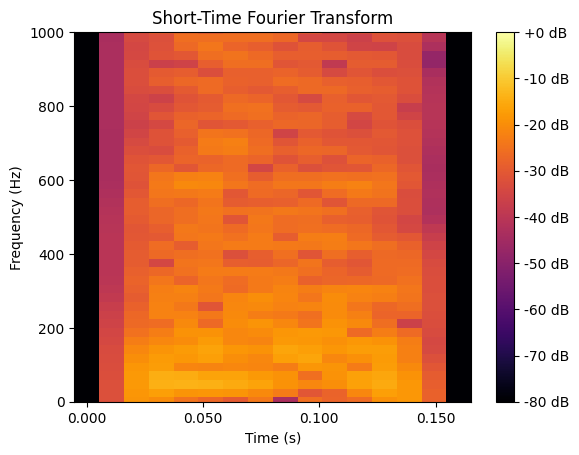 Short-Time Fourier Transform
1000
800
600
400
200
0
Frequency (Hz)
0.000
0.050
0.100
0.150
Time (s)
+0 dB
-10 dB
-20 dB
-30 dB
-40 dB
-50 dB
-60 dB
-70 dB
-80 dB